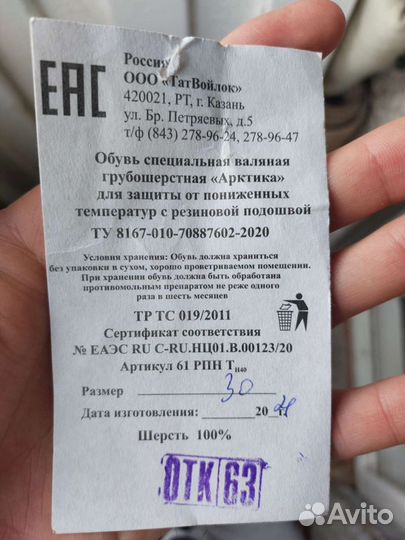 ЕАС
Россия
ООО «ТатВойлок»
420021, РТ, г. Казань
ул. Бр. Петряевых, д.5
т/ф (843) 278-96-24, 278-96-47
Обувь специальная валяная
грубошерстная «Арктика»
для защиты от пониженных
температур с резиновой подошвой
ТУ 8167-010-70887602-2020
Условия хранения: Обувь должна храниться
без упаковки в сухом, хорошо проветриваемом помещении.
При хранении обувь должна быть обработана
противомольным препаратом не реже одного
раза в шесть месяцев
ТР ТС 019/2011
Сертификат соответствия
№ ЕАЭС RU С-RU.НЦ01.В.00123/20
Артикул 61 РПН Тн40
Размер 30
Дата изготовления: 20
Шерсть 100%
ОТК 63
Avito